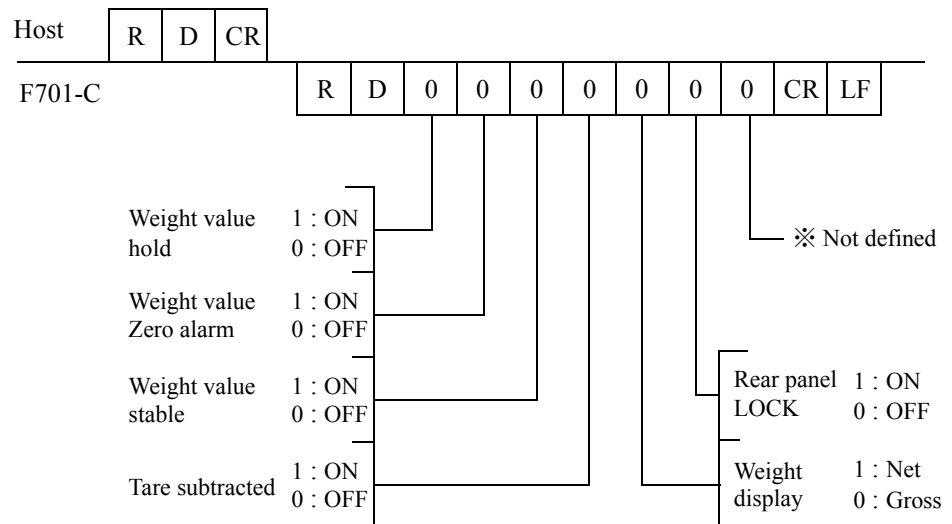 Host R D CR
F701-C R D 0 0 0 0 0 0 0 CR LF
Weight value 1 : ON
hold 0 : OFF
※ Not defined
Weight value 1 : ON
Zero alarm 0 : OFF
Weight value 1 : ON
stable 0 : OFF
Rear panel 1 : ON
LOCK 0 : OFF
Tare subtracted 1 : ON
0 : OFF
Weight 1 : Net
display 0 : Gross